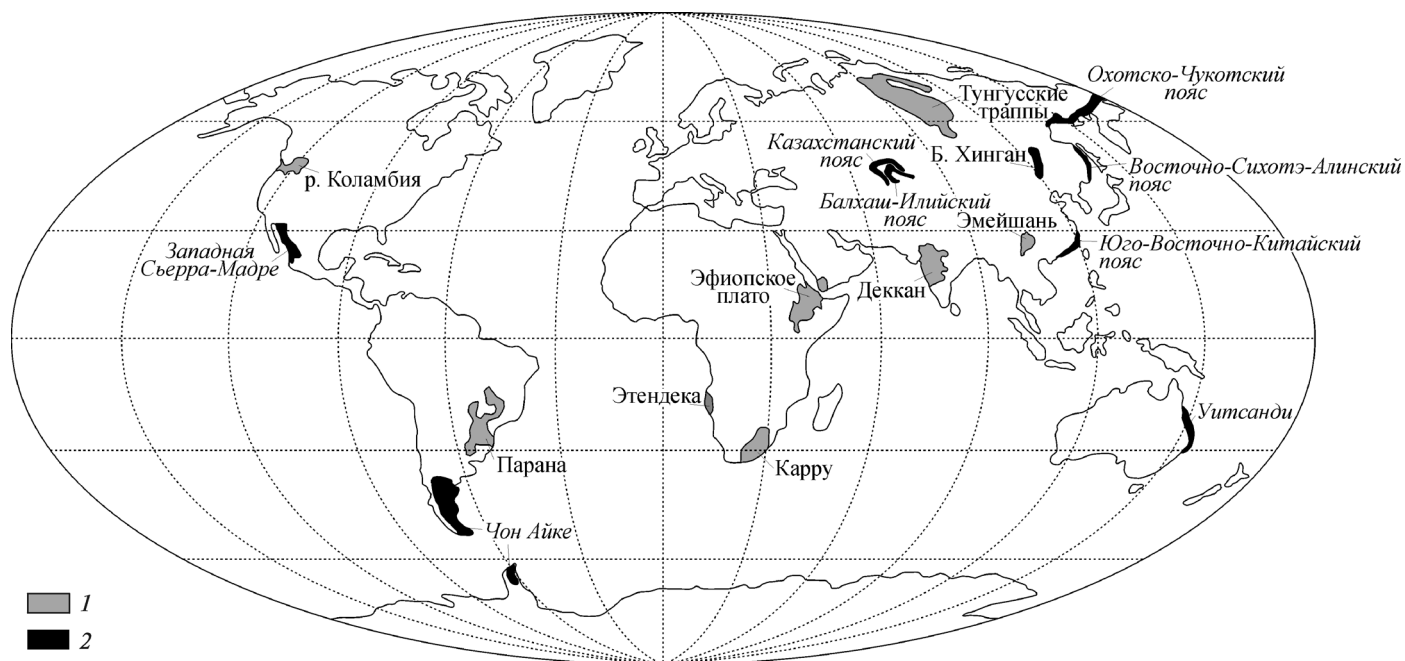 Охотско-Чукотский
пояс
Тунгусские
траппы
Казахстанский
пояс
Б. Хинган
Восточно-Сихотэ-Алинский
пояс
р. Коламбия
Балхаш-Илийский
пояс
Эмейшань
Юго-Восточно-Китайский
пояс
Западная
Сьерра-Мадре
Эфиопское
плато
Деккан
Этендека
Уитсанди
Парана
Карру
Чон Айке
1
2